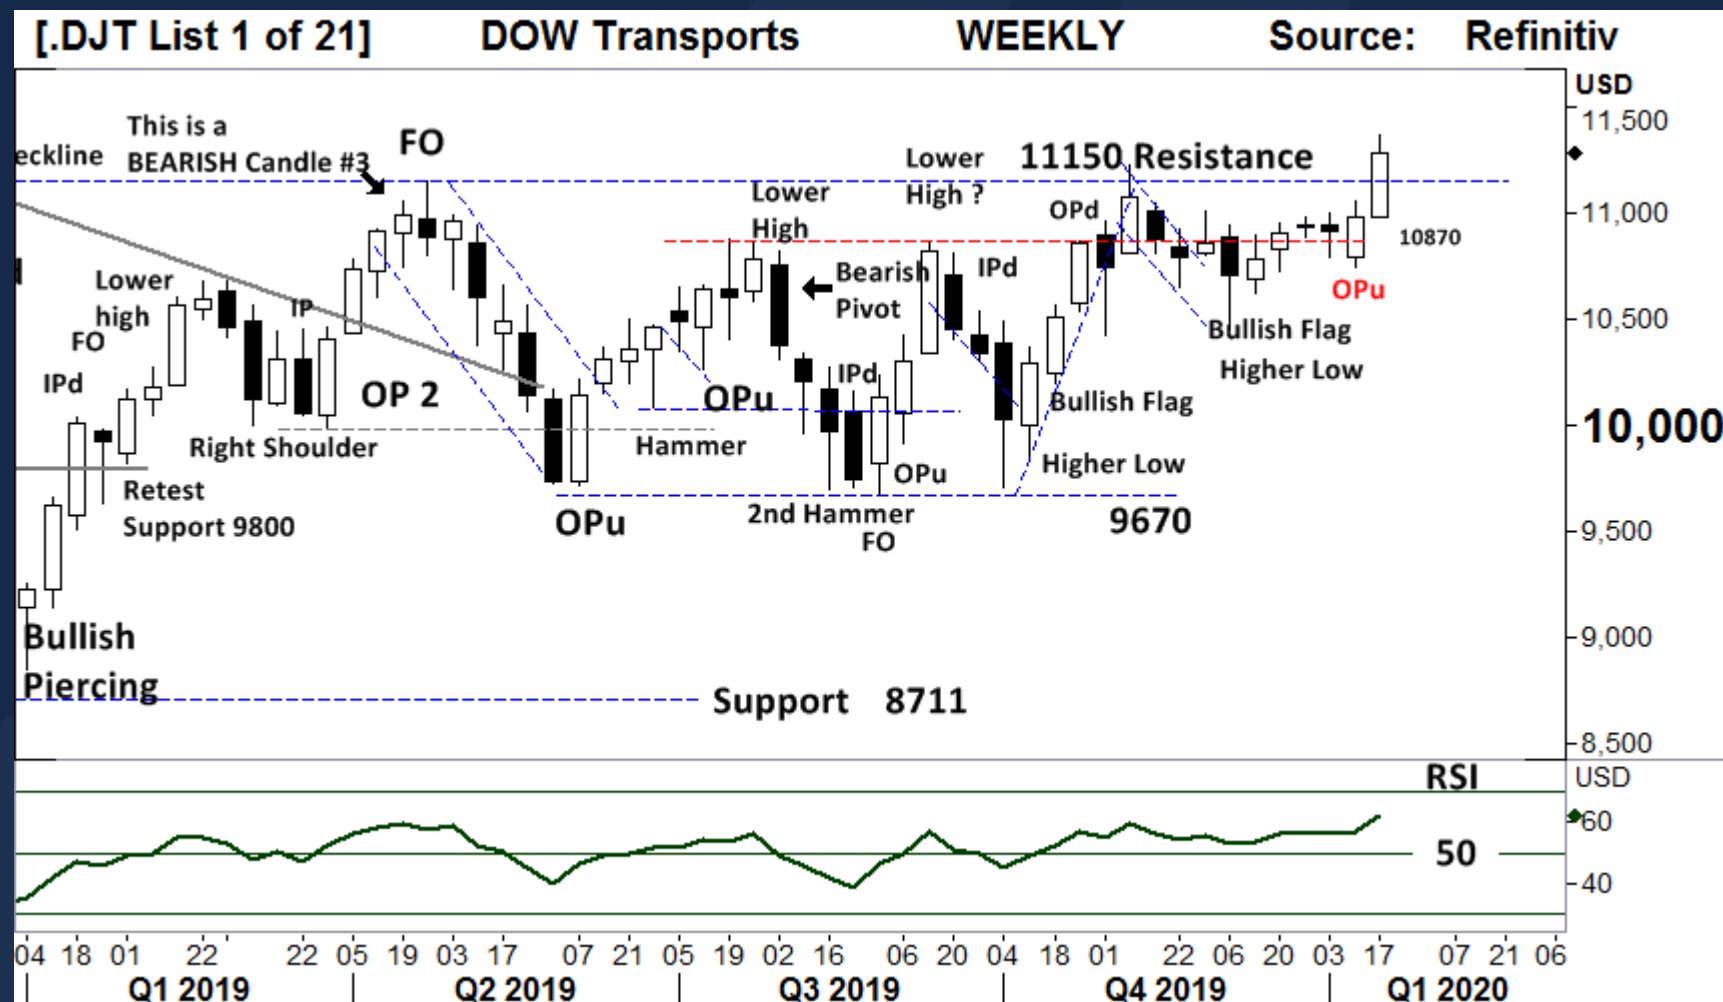 [.DJT List 1 of 21] DOW Transports WEEKLY Source: Refinitiv
USD
11,500
11,000
10,500
10,000
9,500
9,000
8,500
This is a
BEARISH Candle #3
eckline
FO
Lower
High ?
11150 Resistance
Lower
High
OPd
10870
Lower
high
FO
IPd
IP
Bearish
Pivot
IPd
OPu
Bullish Flag
Higher Low
OP 2
OPu
IPd
Bullish Flag
Right Shoulder
Hammer
Higher Low
OPu
Retest
Support 9800
OPu
2nd Hammer
FO
9670
Bullish
Piercing
Support 8711
RSI
USD
60
50
40
04 18 01 22 22 05 19 03 17 07 21 05 19 02 16 06 20 04 18 01 22 06 20 03 17 07 21 06
Q1 2019 Q2 2019 Q3 2019 Q4 2019 Q1 2020